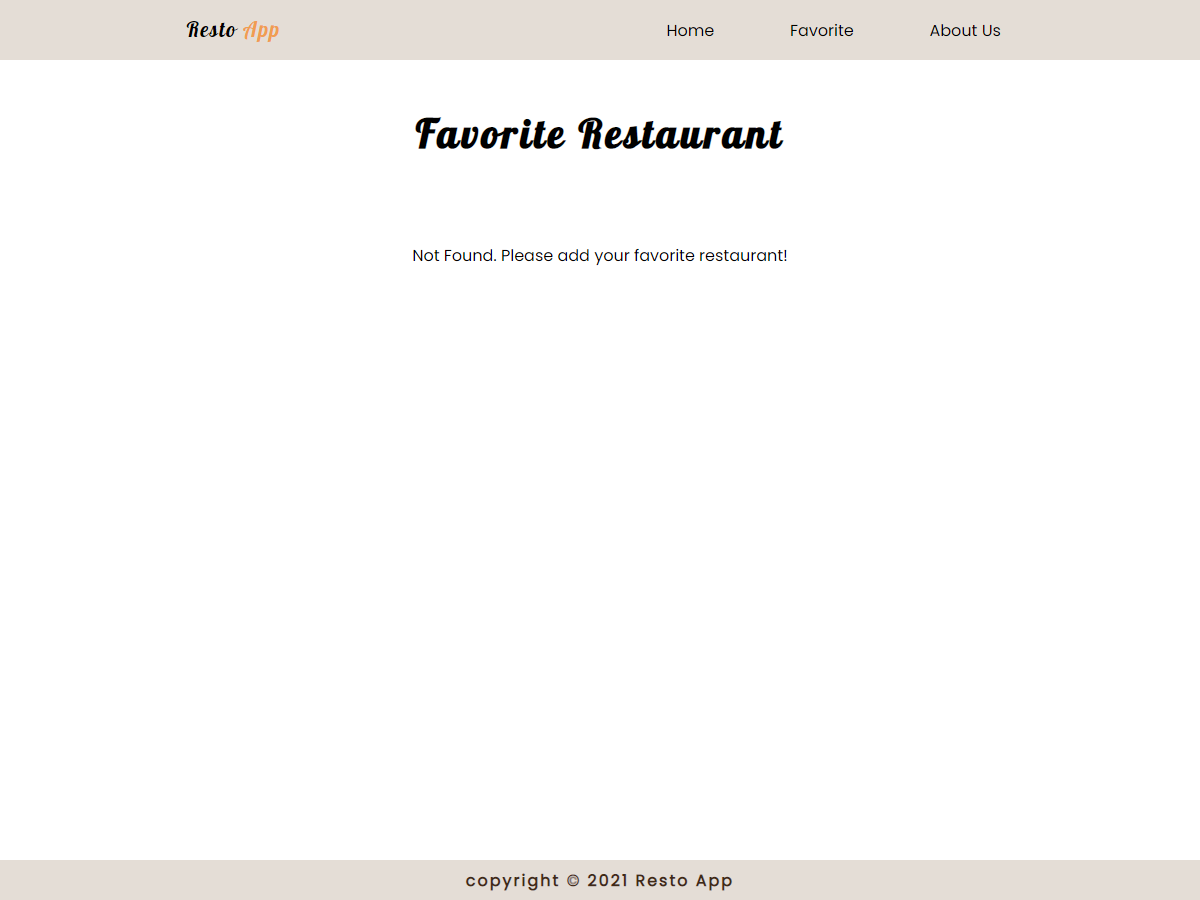 Resto App Home Favorite About Us
Favorite Restaurant
Not Found. Please add your favorite restaurant!
copyright © 2021 Resto App